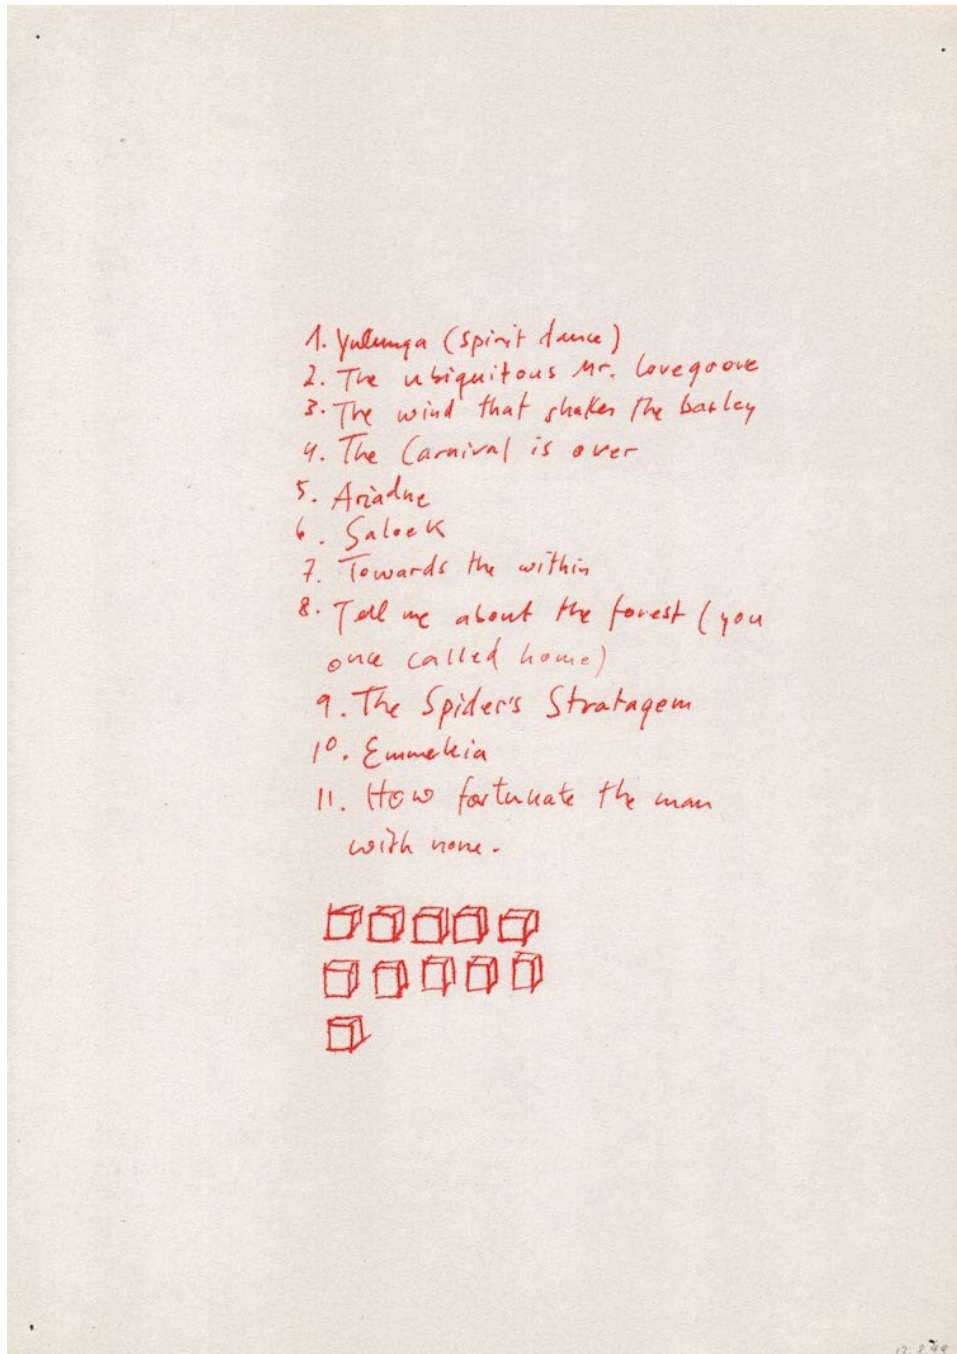 1. Yulunga (spirit dance)
2. The ubiquitous Mr. Lovegrove
3. The wind that shakes the barley
4. The Carnival is over
5. Ariadne
6. Saleek
7. Towards the within
8. Tell me about the forest (you
once called home)
9. The Spider's Stratagem
10. Emmeleia
11. How fortunate the man
with none.